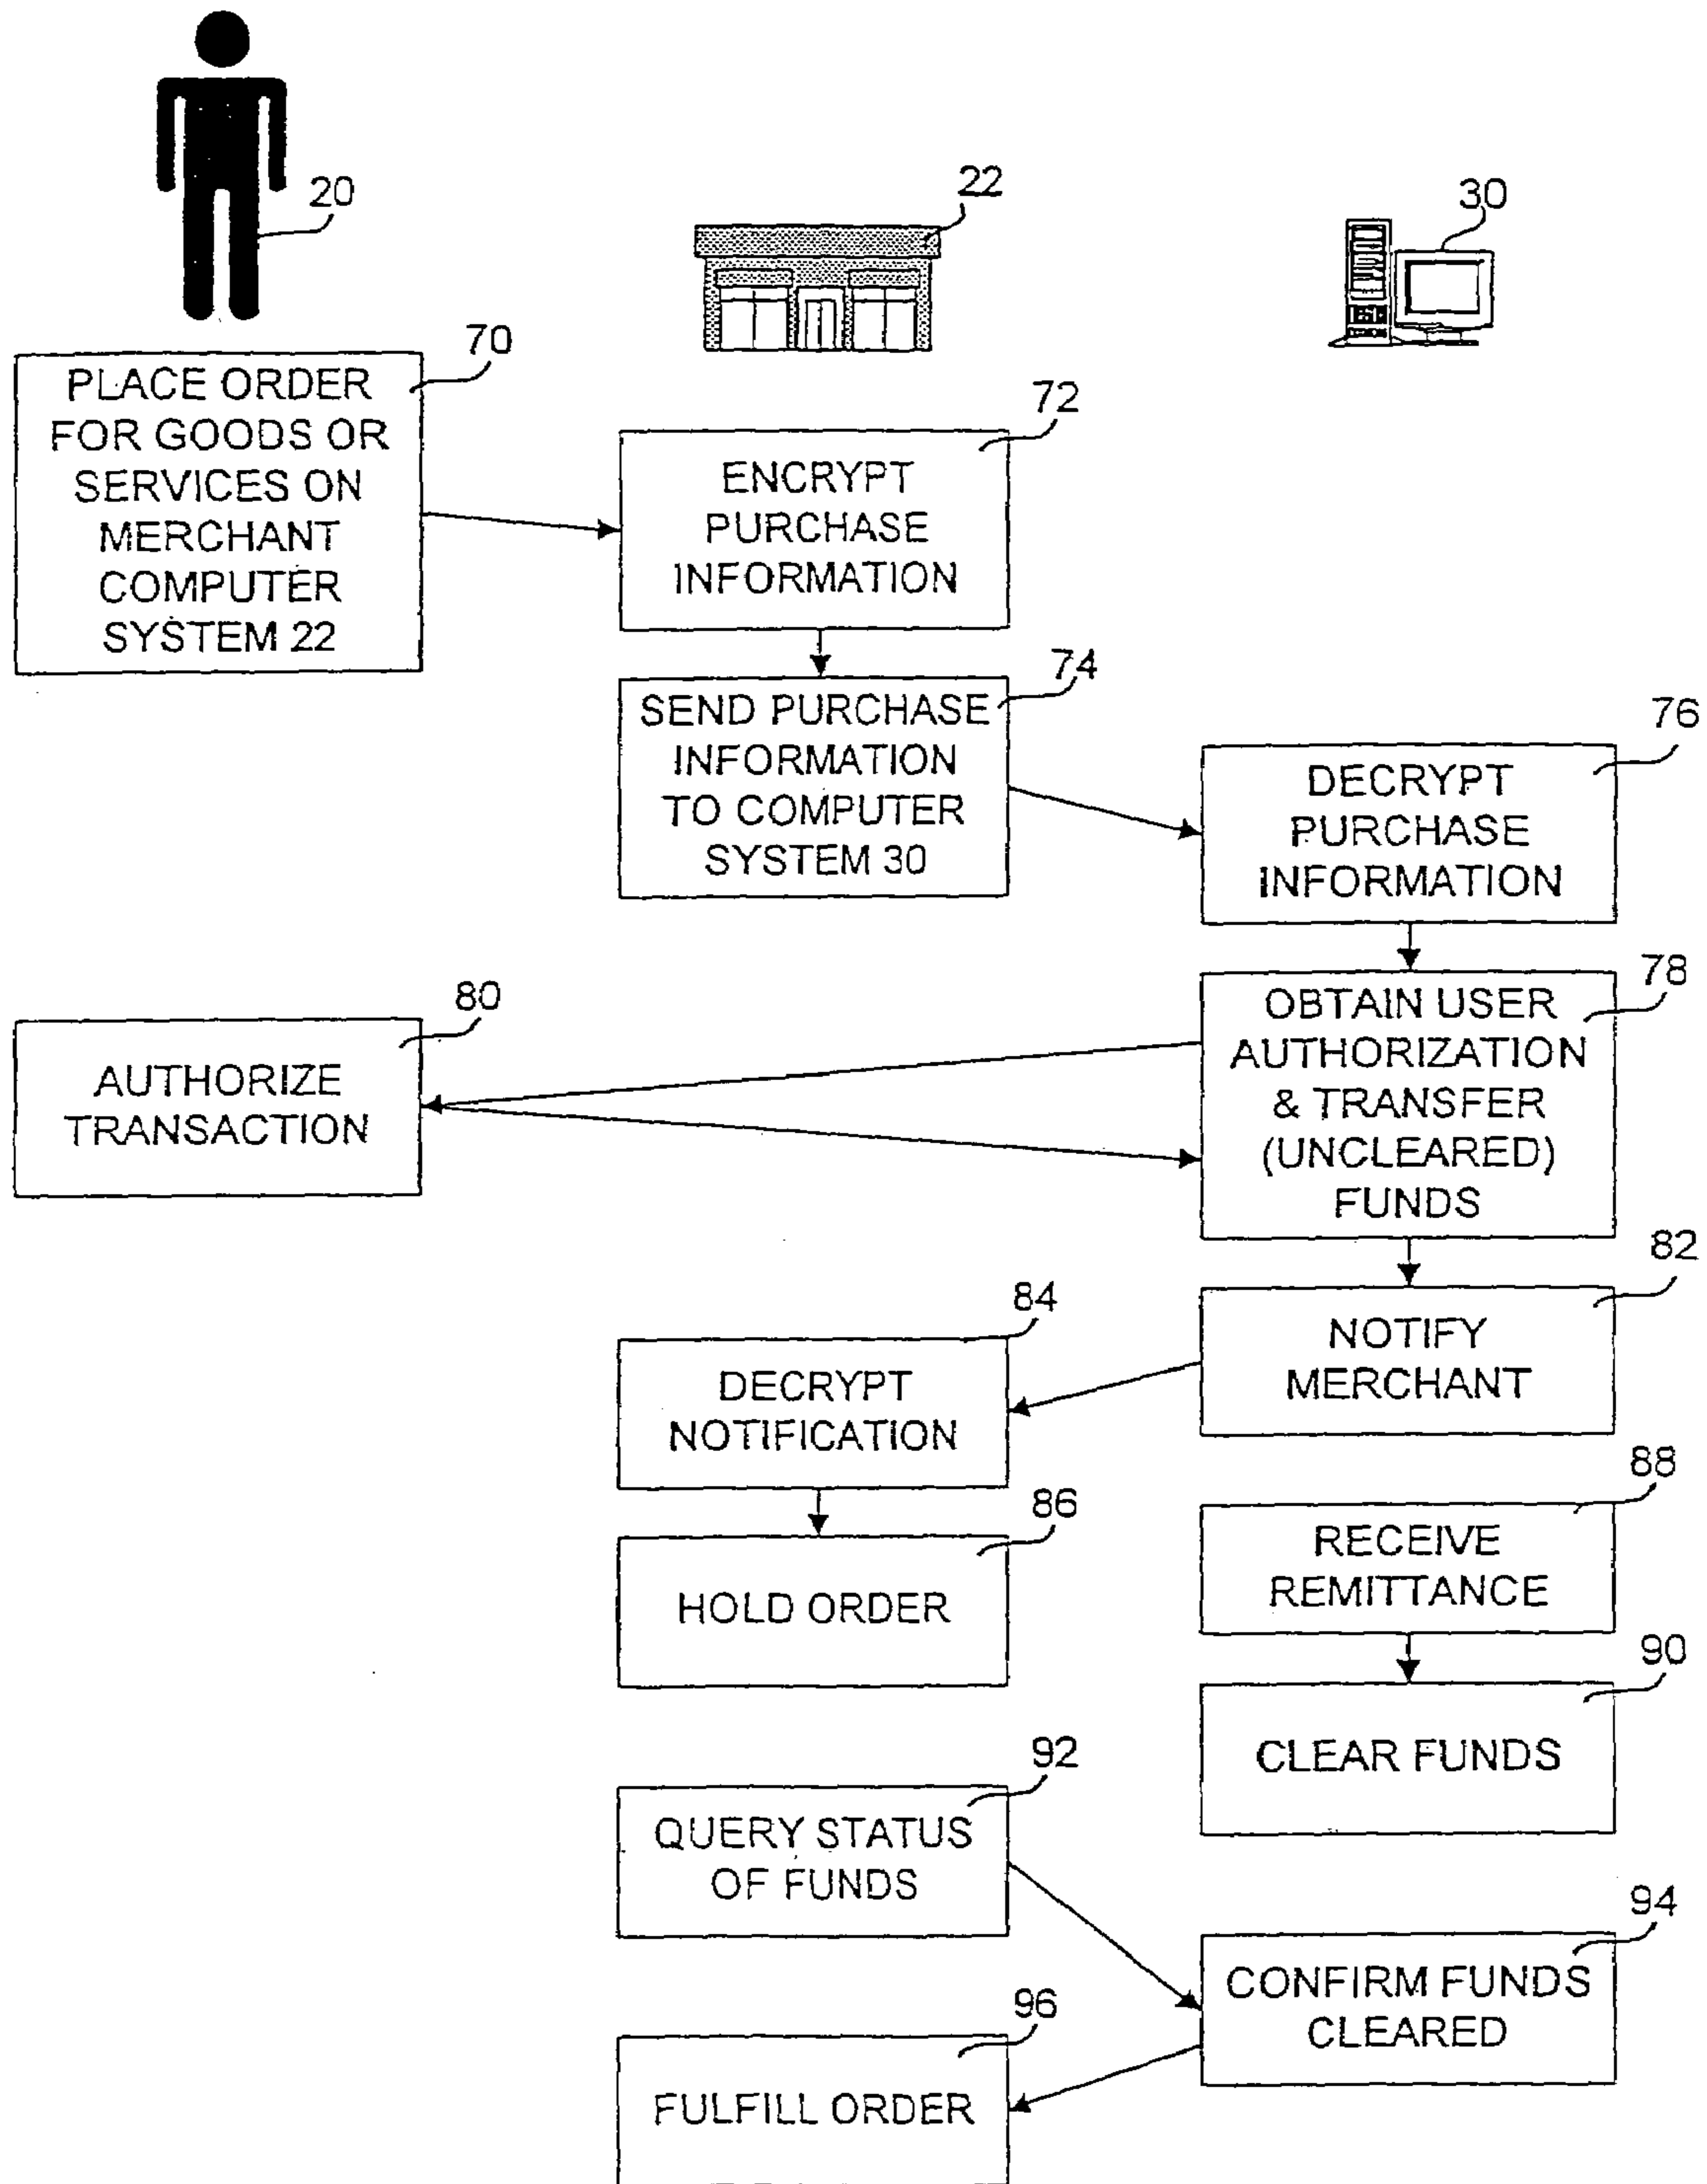 20
22
30
70
PLACE ORDER
FOR GOODS OR
SERVICES ON
MERCHANT
COMPUTER
SYSTEM 22
72
ENCRYPT
PURCHASE
INFORMATION
74
SEND PURCHASE
INFORMATION
TO COMPUTER
SYSTEM 30
76
DECRYPT
PURCHASE
INFORMATION
78
OBTAIN USER
AUTHORIZATION
& TRANSFER
(UNCLEARED)
FUNDS
80
AUTHORIZE
TRANSACTION
82
NOTIFY
MERCHANT
84
DECRYPT
NOTIFICATION
86
HOLD ORDER
88
RECEIVE
REMITTANCE
90
CLEAR FUNDS
92
QUERY STATUS
OF FUNDS
94
CONFIRM FUNDS
CLEARED
96
FULFILL ORDER